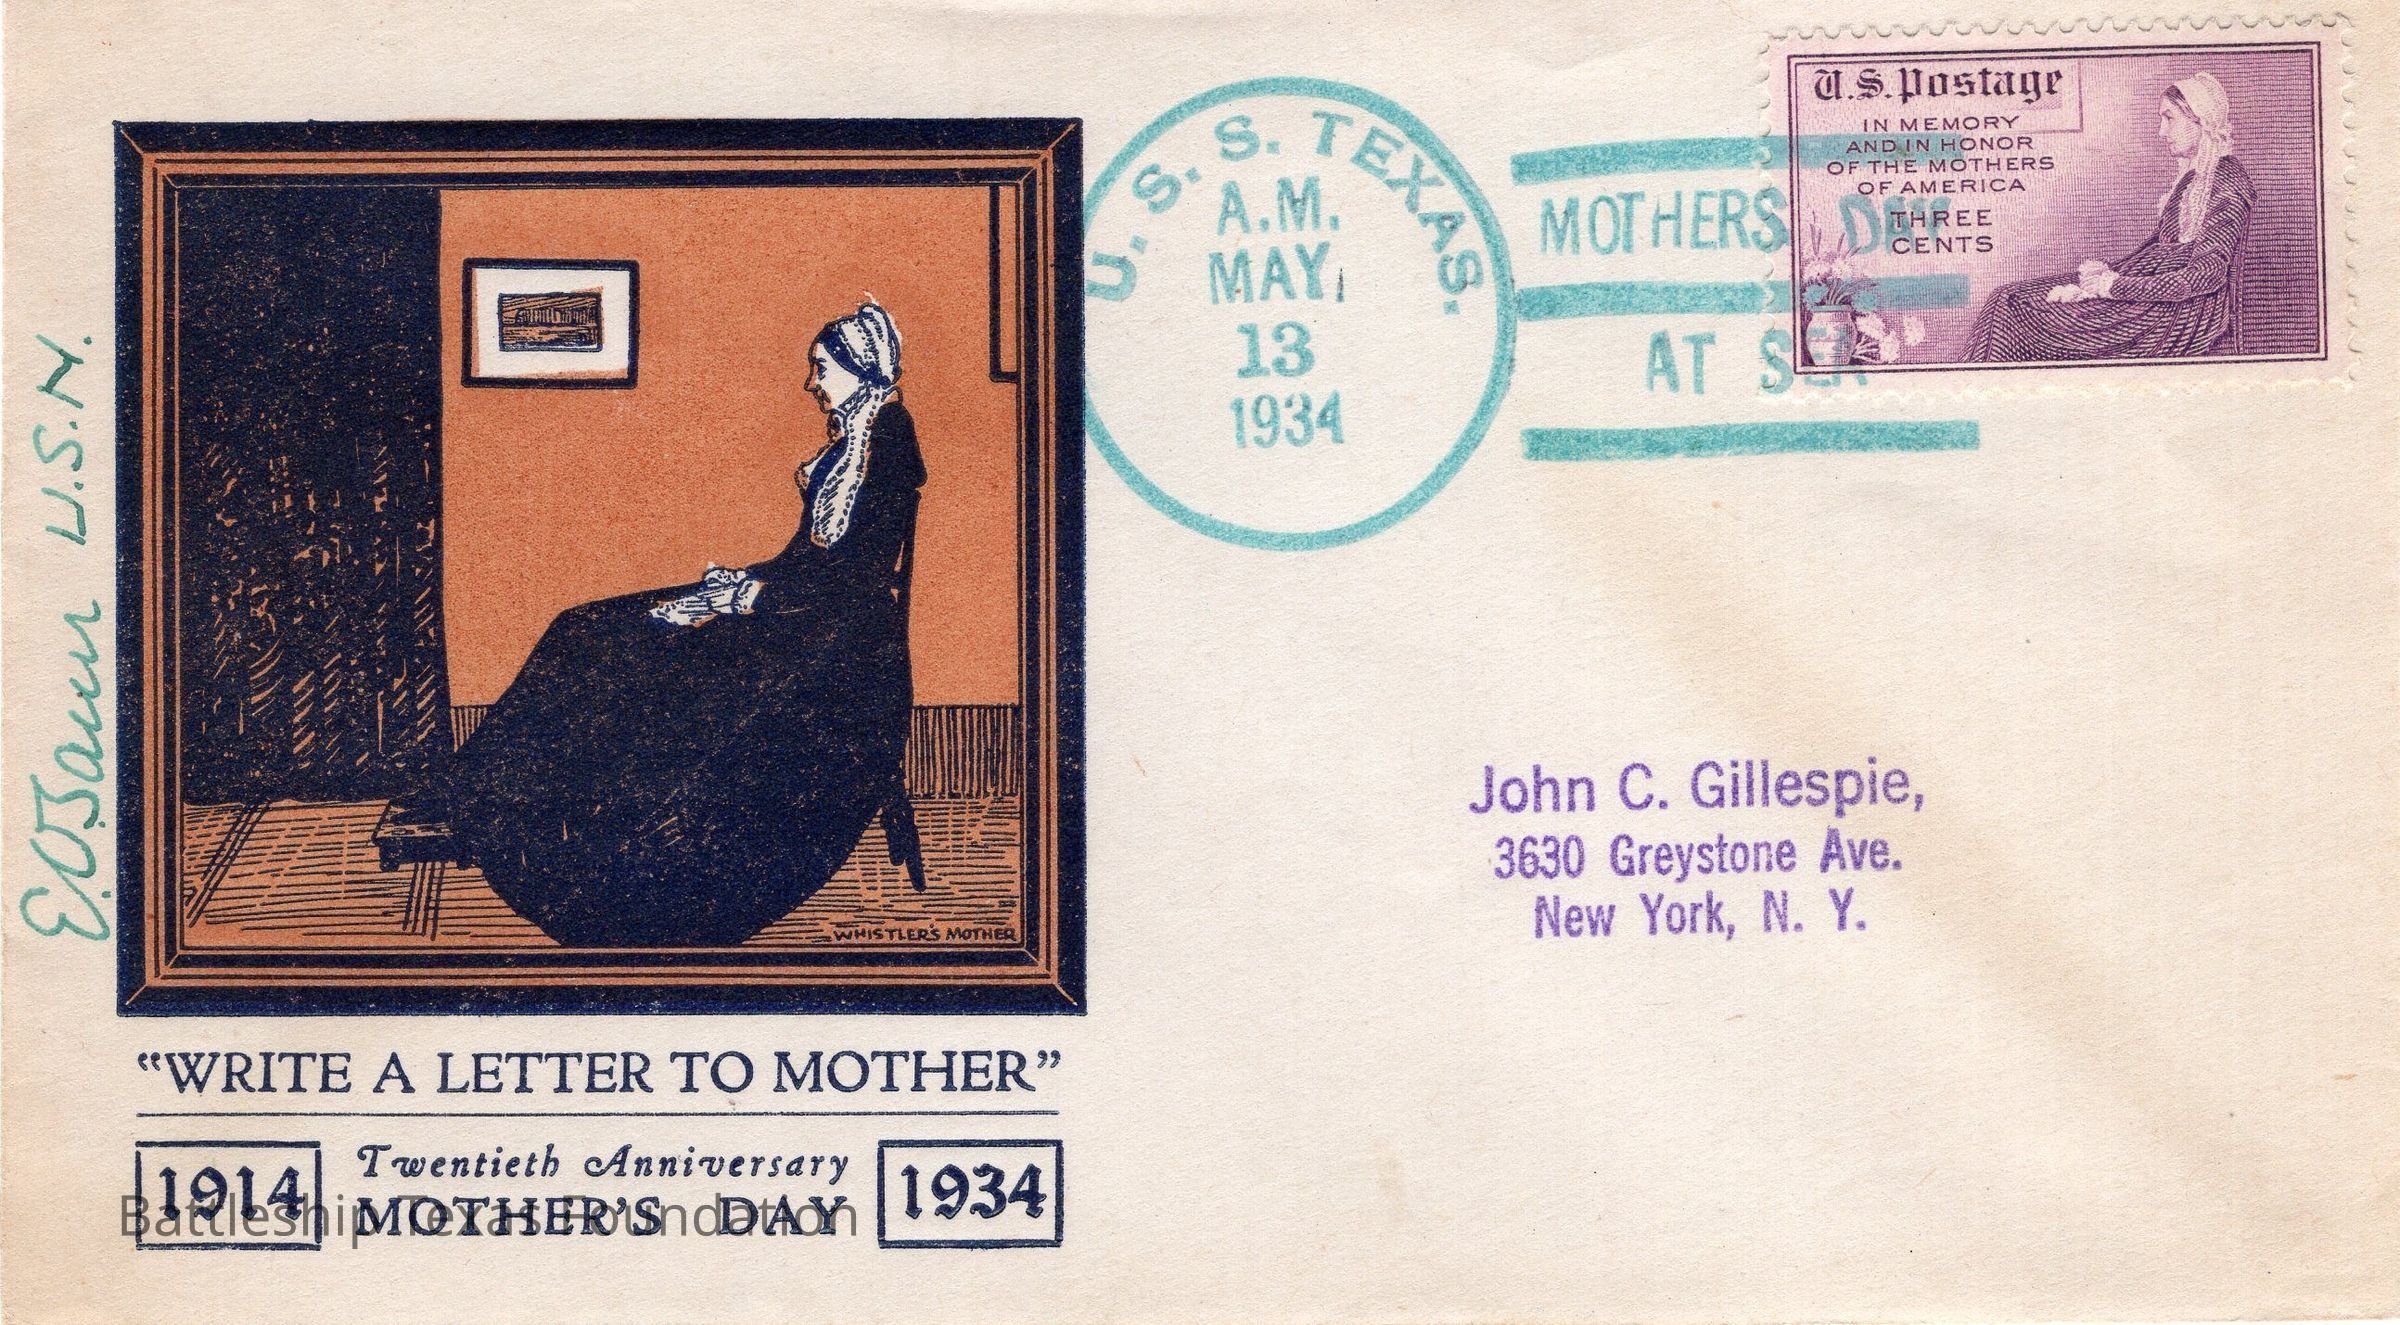 U.S. Postage
IN MEMORY
AND IN HONOR
OF THE MOTHERS
OF AMERICA
THREE
CENTS
U. S. S. TEXAS.
A.M.
MAY
13
1934
MOTHERS DAY
AT SEA
U.S.N.
WHISTLER'S MOTHER
John C. Gillespie,
3630 Greystone Ave.
New York, N. Y.
"WRITE A LETTER TO MOTHER"
1914 Twentieth Anniversary 1934
MOTHER'S DAY
Battleship Texas Foundation